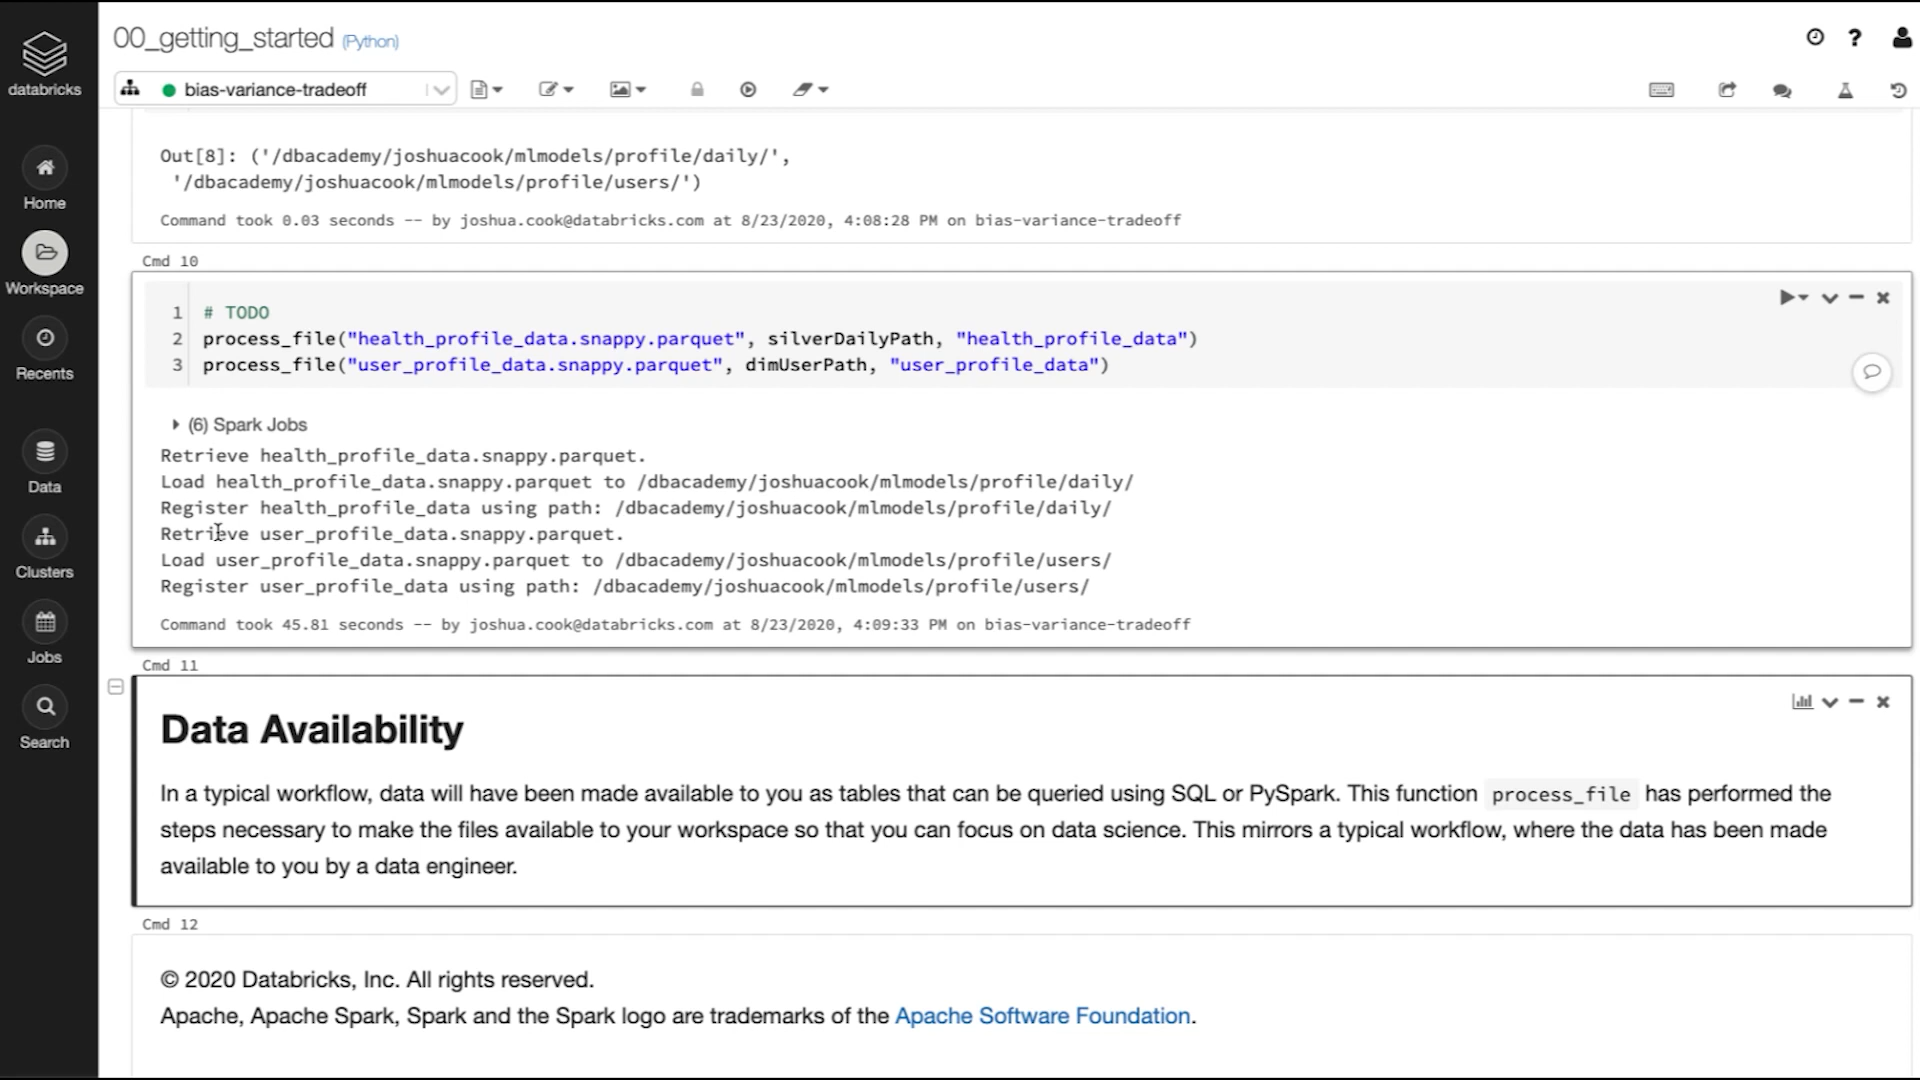 00_getting_started (Python)
databricks
bias-variance-tradeoff
Home
Workspace
Recents
Data
Clusters
Jobs
Search
Out[8]: ('/dbacademy/joshuacook/mlmodels/profile/daily/',
'/dbacademy/joshuacook/mlmodels/profile/users/')
Command took 0.03 seconds -- by joshua.cook@databricks.com at 8/23/2020, 4:08:28 PM on bias-variance-tradeoff
Cmd 10
1 # TODO
2 process_file("health_profile_data.snappy.parquet", silverDailyPath, "health_profile_data")
3 process_file("user_profile_data.snappy.parquet", dimUserPath, "user_profile_data")
(6) Spark Jobs
Retrieve health_profile_data.snappy.parquet.
Load health_profile_data.snappy.parquet to /dbacademy/joshuacook/mlmodels/profile/daily/
Register health_profile_data using path: /dbacademy/joshuacook/mlmodels/profile/daily/
Retrieve user_profile_data.snappy.parquet.
Load user_profile_data.snappy.parquet to /dbacademy/joshuacook/mlmodels/profile/users/
Register user_profile_data using path: /dbacademy/joshuacook/mlmodels/profile/users/
Command took 45.81 seconds -- by joshua.cook@databricks.com at 8/23/2020, 4:09:33 PM on bias-variance-tradeoff
Cmd 11
Data Availability
In a typical workflow, data will have been made available to you as tables that can be queried using SQL or PySpark. This function process_file has performed the
steps necessary to make the files available to your workspace so that you can focus on data science. This mirrors a typical workflow, where the data has been made
available to you by a data engineer.
Cmd 12
© 2020 Databricks, Inc. All rights reserved.
Apache, Apache Spark, Spark and the Spark logo are trademarks of the Apache Software Foundation.